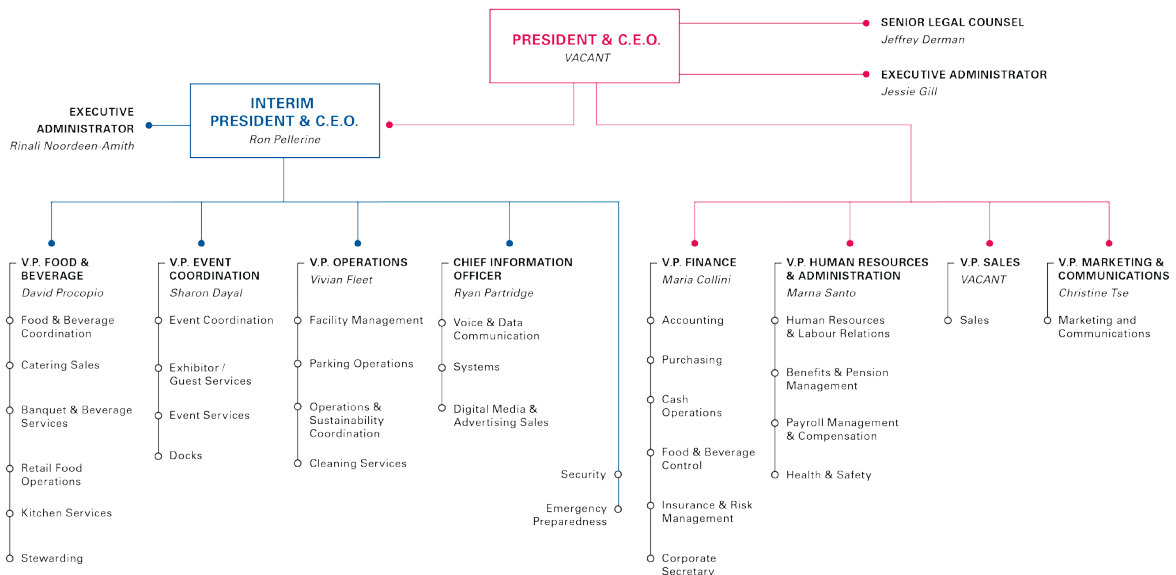 PRESIDENT & C.E.O.
VACANT
SENIOR LEGAL COUNSEL
Jeffrey Derman
EXECUTIVE ADMINISTRATOR
Jessie Gill
EXECUTIVE
ADMINISTRATOR
Rinali Noordeen-Amith
INTERIM
PRESIDENT & C.E.O.
Ron Pellerine
V.P. FOOD &
BEVERAGE
David Procopio
Food & Beverage
Coordination
Catering Sales
Banquet & Beverage
Services
Retail Food
Operations
Kitchen Services
Stewarding
V.P. EVENT
COORDINATION
Sharon Dayal
Event Coordination
Exhibitor /
Guest Services
Event Services
Docks
V.P. OPERATIONS
Vivian Fleet
Facility Management
Parking Operations
Operations &
Sustainability
Coordination
Cleaning Services
CHIEF INFORMATION
OFFICER
Ryan Partridge
Voice & Data
Communication
Systems
Digital Media &
Advertising Sales
Security
Emergency
Preparedness
V.P. FINANCE
Maria Collini
Accounting
Purchasing
Cash
Operations
Food & Beverage
Control
Insurance & Risk
Management
Corporate
Secretary
V.P. HUMAN RESOURCES
& ADMINISTRATION
Marna Santo
Human Resources
& Labour Relations
Benefits & Pension
Management
Payroll Management
& Compensation
Health & Safety
V.P. SALES
VACANT
Sales
V.P. MARKETING &
COMMUNICATIONS
Christine Tse
Marketing and
Communications